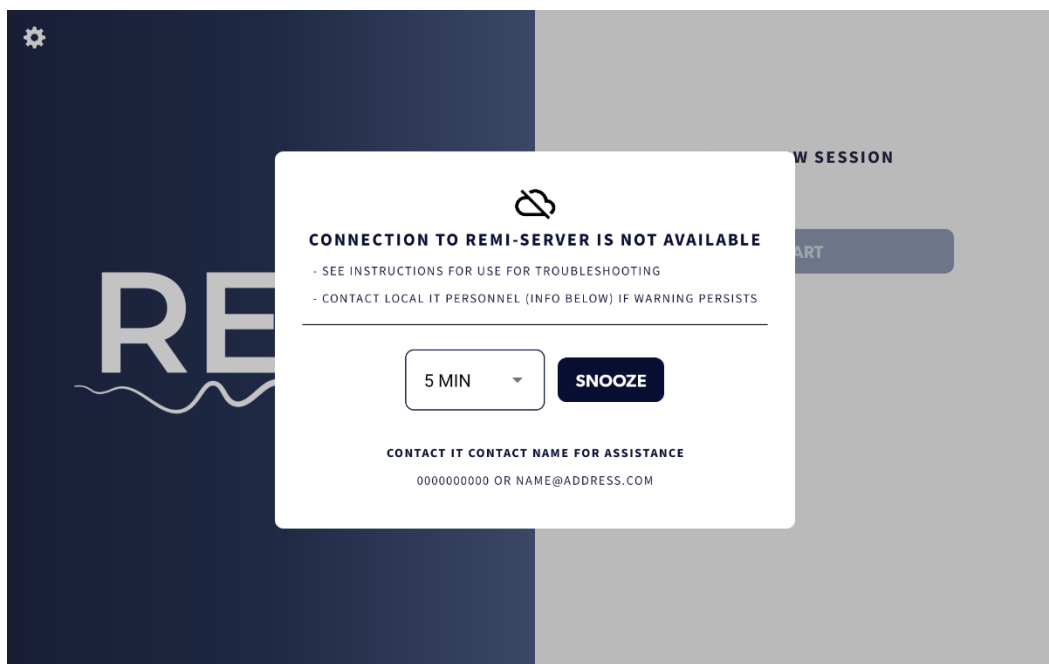 RE
W SESSION
ART
CONNECTION TO REMI-SERVER IS NOT AVAILABLE
- SEE INSTRUCTIONS FOR USE FOR TROUBLESHOOTING
- CONTACT LOCAL IT PERSONNEL (INFO BELOW) IF WARNING PERSISTS
5 MIN
SNOOZE
CONTACT IT CONTACT NAME FOR ASSISTANCE
0000000000 OR NAME@ADDRESS.COM